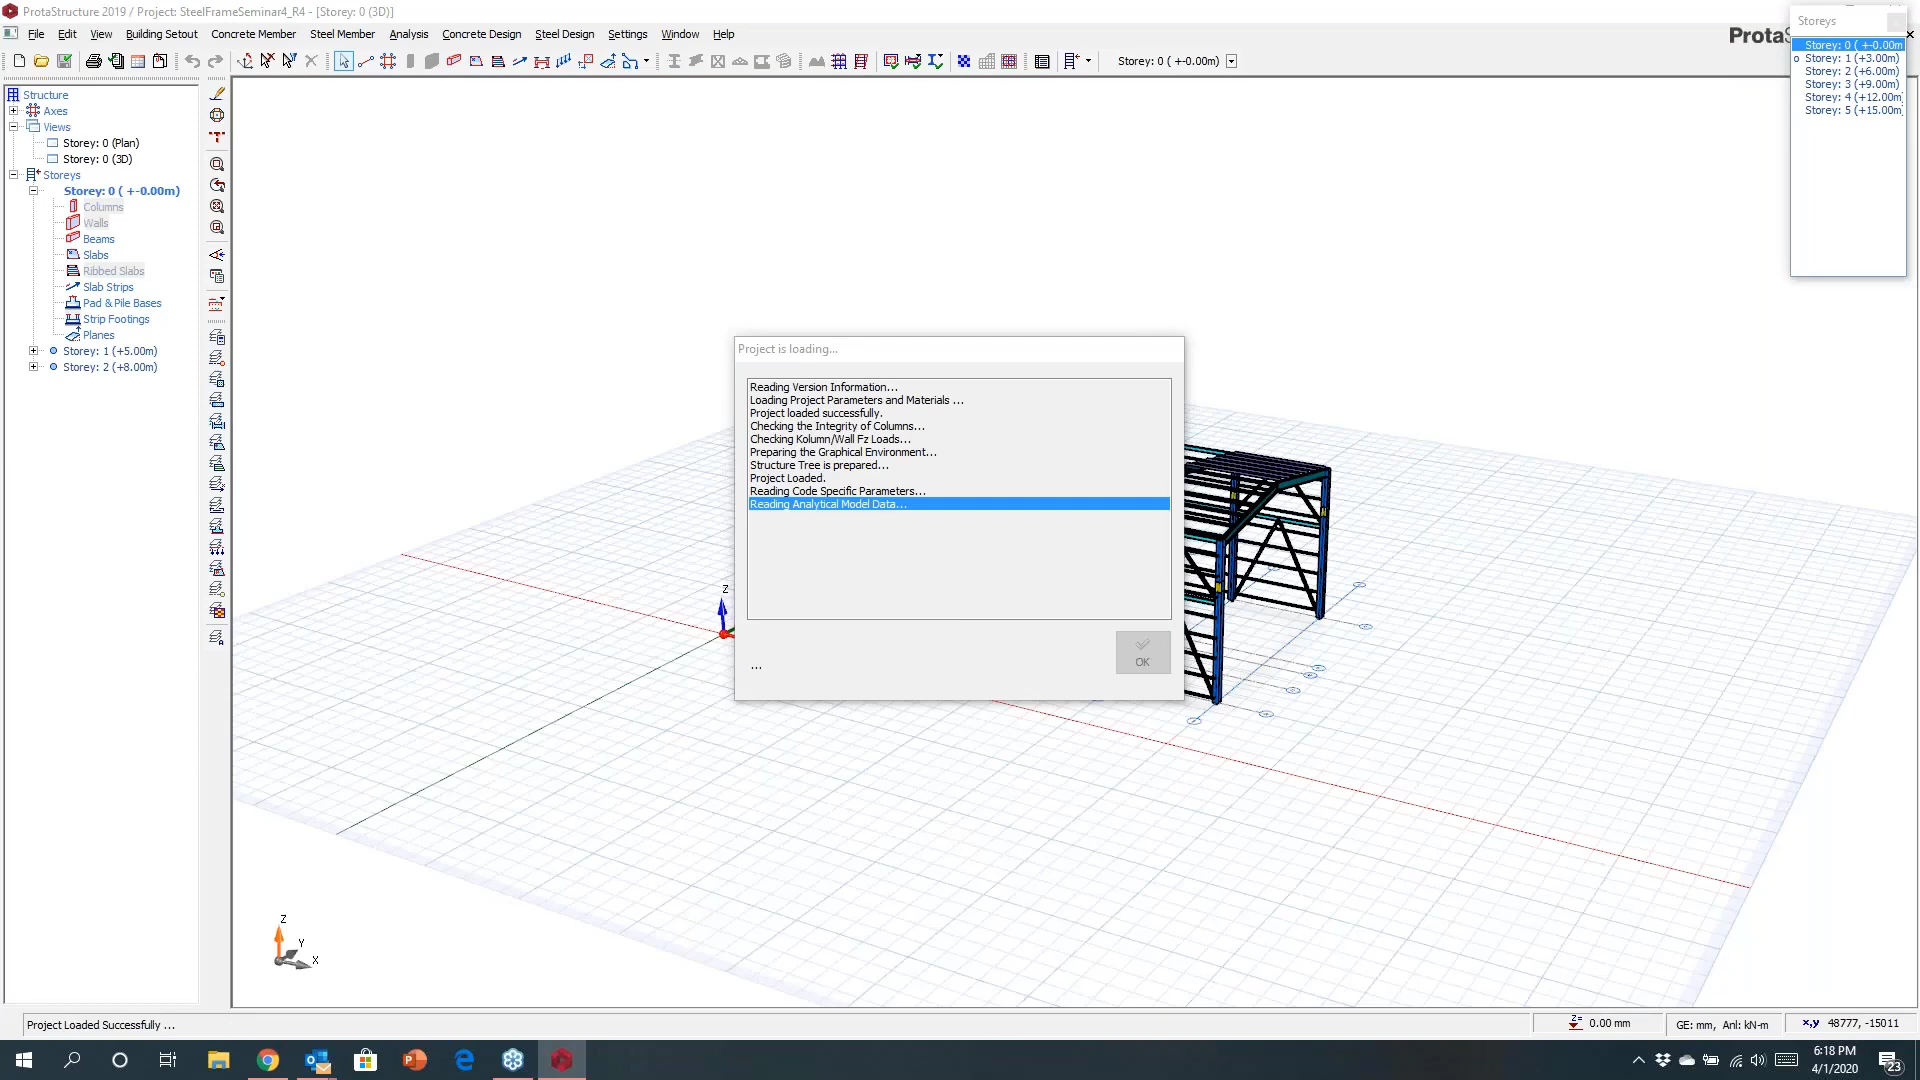 ProtaStructure 2019 / Project: SteelFrameSeminar4_R4 - [Storey: 0 (3D)]
File Edit View Building Setout Concrete Member Steel Member Analysis Concrete Design Steel Design Settings Window Help
Storey: 0 ( +-0.00m)
Structure
Axes
Views
Storey: 0 (Plan)
Storey: 0 (3D)
Storeys
Storey: 0 ( +-0.00m)
Columns
Walls
Beams
Slabs
Ribbed Slabs
Slab Strips
Pad & Pile Bases
Strip Footings
Planes
Storey: 1 (+5.00m)
Storey: 2 (+8.00m)
Prota
Storeys
Storey: 0 ( +-0.00m
Storey: 1 (+3.00m)
Storey: 2 (+6.00m)
Storey: 3 (+9.00m)
Storey: 4 (+12.00m
Storey: 5 (+15.00m
Project is loading...
Reading Version Information...
Loading Project Parameters and Materials ...
Project loaded successfully.
Checking the Integrity of Columns...
Checking Kolumn/Wall Fz Loads...
Preparing the Graphical Environment...
Structure Tree is prepared...
Project Loaded.
Reading Code Specific Parameters...
Reading Analytical Model Data...
...
OK
Z
Z
Y
X
Project Loaded Successfully ...
Z= 0.00 mm
GE: mm, Anl: kN-m
x,y 48777, -15011
6:18 PM
4/1/2020
23